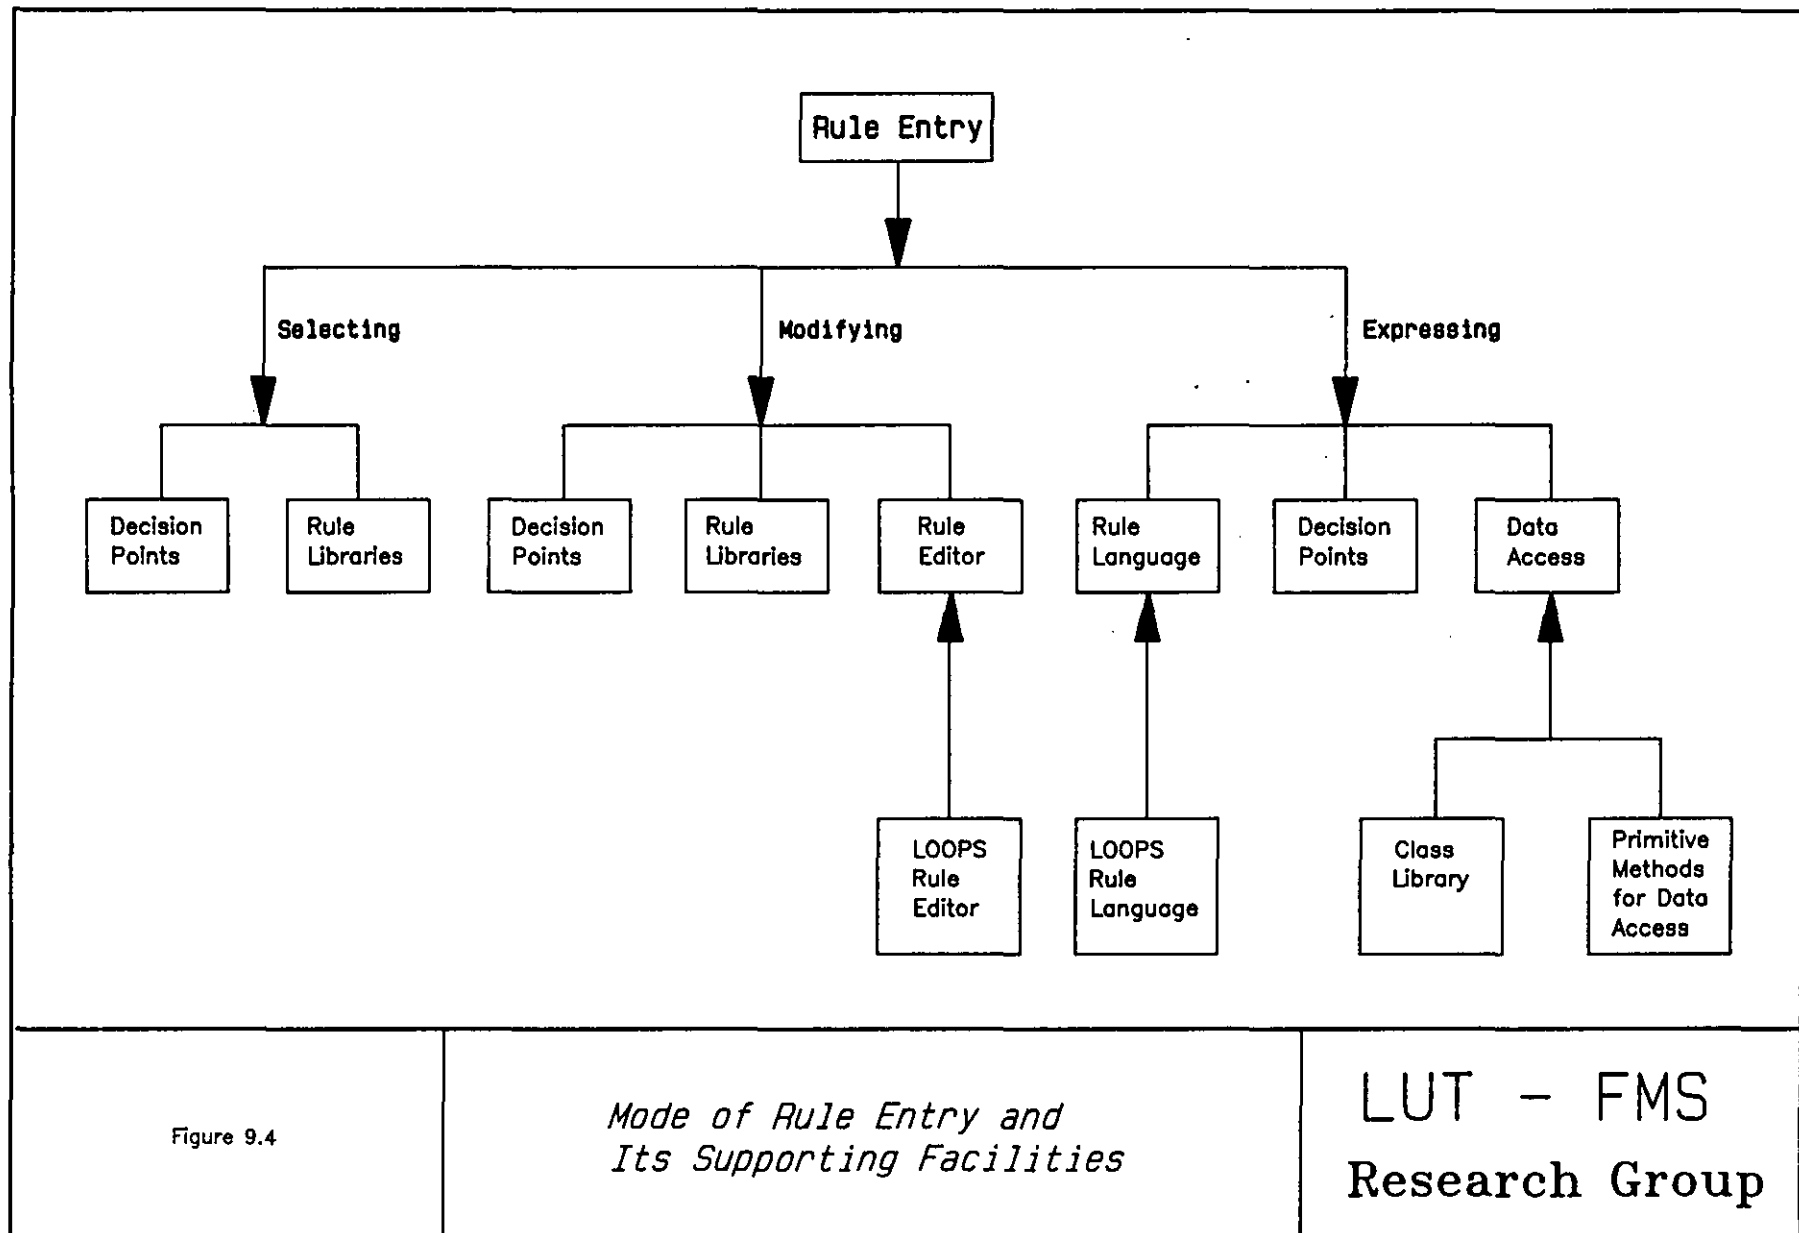 Rule Entry
Selecting
Modifying
Expressing
Decision
Points
Rule
Libraries
Decision
Points
Rule
Libraries
Rule
Editor
Rule
Language
Decision
Points
Data
Access
LOOPS
Rule
Editor
LOOPS
Rule
Language
Class
Library
Primitive
Methods
for Data
Access
Figure 9.4
Mode of Rule Entry and
Its Supporting Facilities
LUT - FMS
Research Group